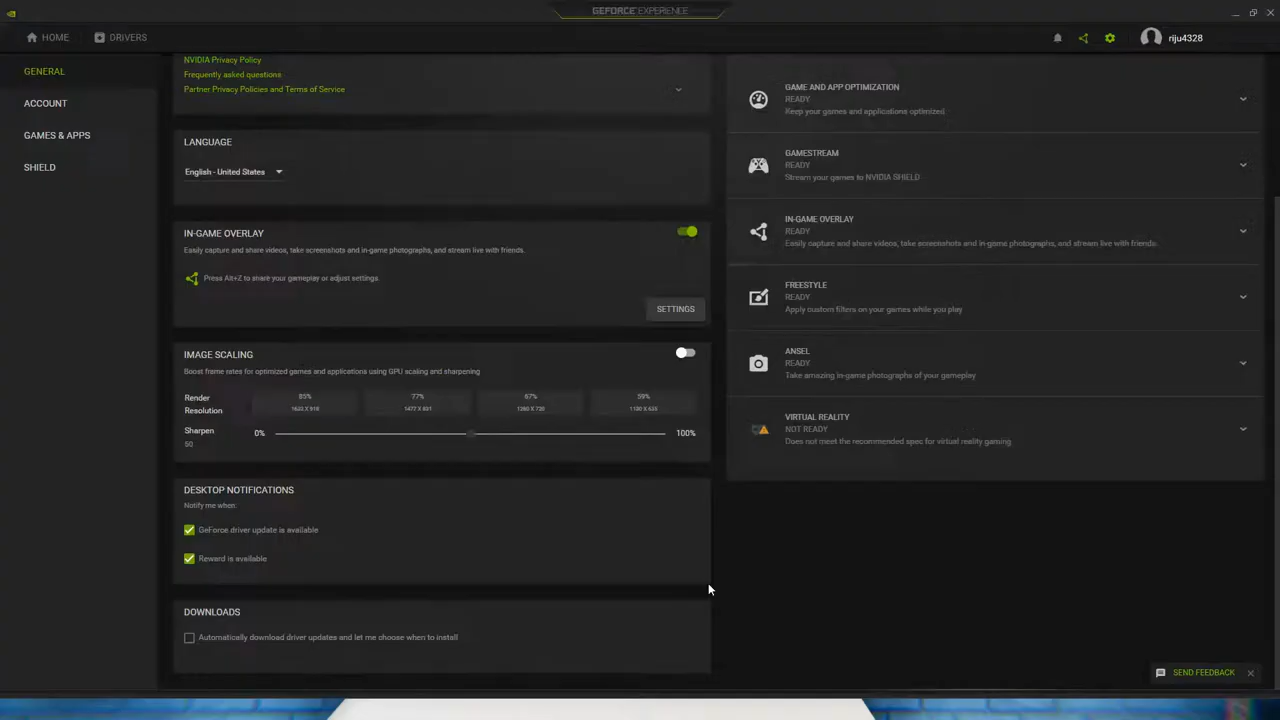 GEFORCE EXPERIENCE
HOME
DRIVERS
riju4328
GENERAL
ACCOUNT
GAMES & APPS
SHIELD
NVIDIA Privacy Policy
Frequently asked questions
Partner Privacy Policies and Terms of Service
LANGUAGE
English - United States
IN-GAME OVERLAY
Easily capture and share videos, take screenshots and in-game photographs, and stream live with friends.
Press Alt+Z to share your gameplay or adjust settings.
SETTINGS
IMAGE SCALING
Boost frame rates for optimized games and applications using GPU scaling and sharpening
Render
Resolution
85%
77%
67%
59%
1477 X 831
Sharpen
50
0%
100%
DESKTOP NOTIFICATIONS
Notify me when:
GeForce driver update is available
Reward is available
DOWNLOADS
Automatically download driver updates and let me choose when to install
GAME AND APP OPTIMIZATION
READY
Keep your games and applications optimized
GAMESTREAM
READY
Stream your games to NVIDIA SHIELD
IN-GAME OVERLAY
READY
Easily capture and share videos, take screenshots and in-game photographs, and stream live with friends.
FREESTYLE
READY
Apply custom filters on your games while you play
ANSEL
READY
Take amazing in-game photographs of your gameplay
VIRTUAL REALITY
NOT READY
Does not meet the recommended spec for virtual reality gaming
SEND FEEDBACK